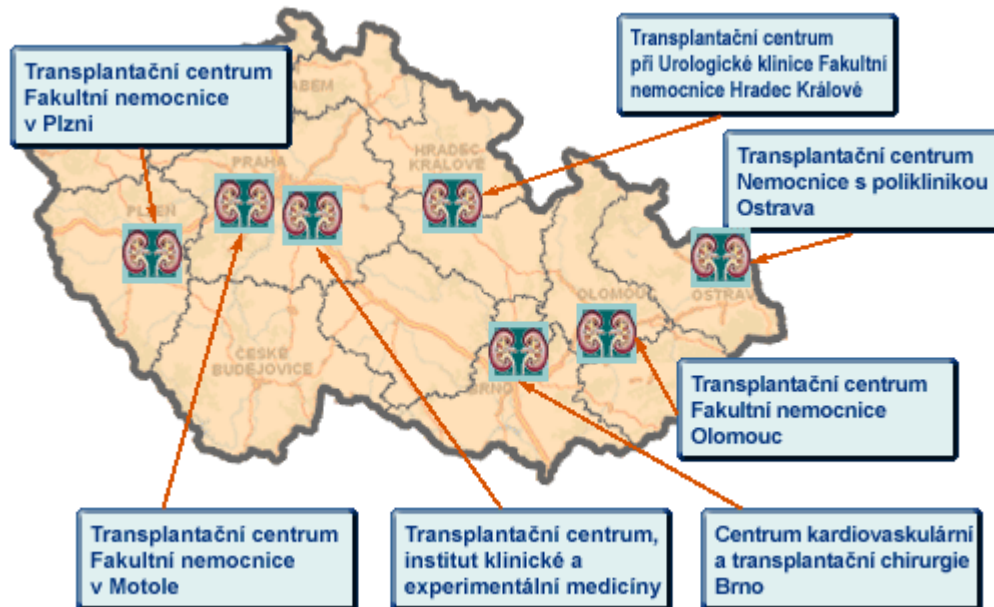 Transplantační centrum
při Urologické klinice Fakultní
nemocnice Hradec Králové
Transplantační centrum
Fakultní nemocnice
v Plzni
ABEM
PRAHA
HRADEC
KRÁLOVÉ
Transplantační centrum
Nemocnice s poliklinikou
Ostrava
PLZEŇ
OLOMOUC
OSTRAVA
ČESKÉ
BUDĚJOVICE
BRNO
Transplantační centrum
Fakultní nemocnice
Olomouc
Transplantační centrum
Fakultní nemocnice
v Motole
Transplantační centrum,
institut klinické a
experimentální medicíny
Centrum kardiovaskulární
a transplantační chirurgie
Brno